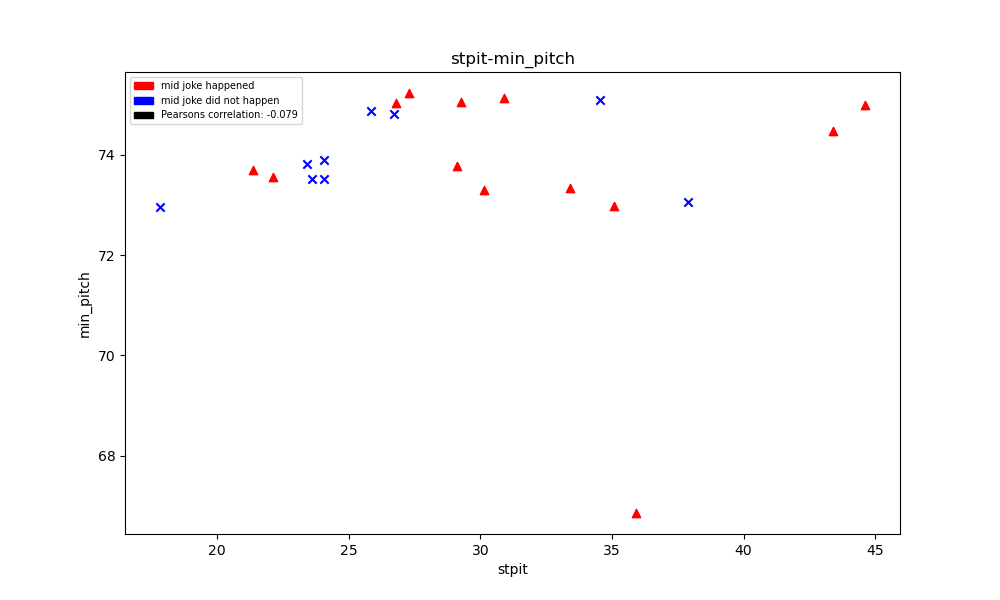 stpit-min_pitch
mid joke happened
mid joke did not happen
Pearsons correlation: -0.079
74
72
70
68
min_pitch
20 25 30 35 40 45
stpit